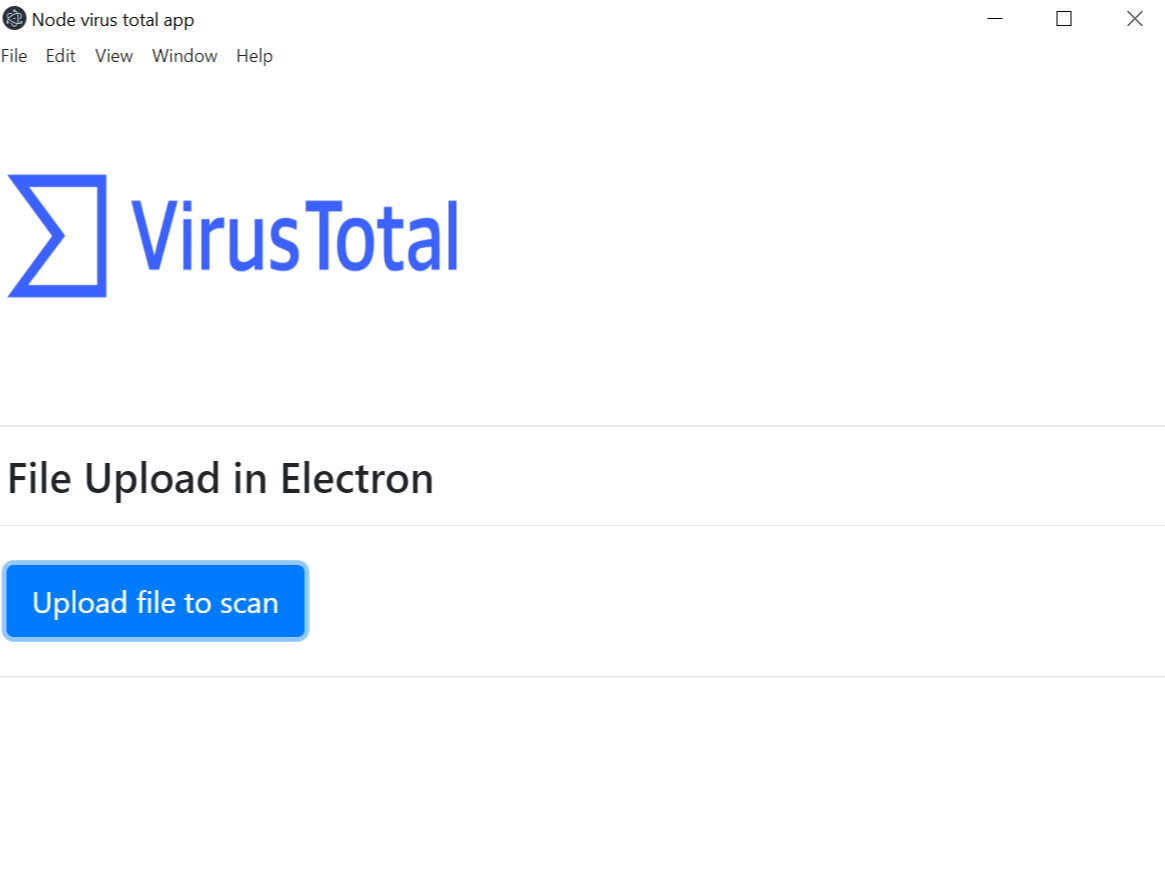 Node virus total app
File Edit View Window Help
VirusTotal
File Upload in Electron
Upload file to scan